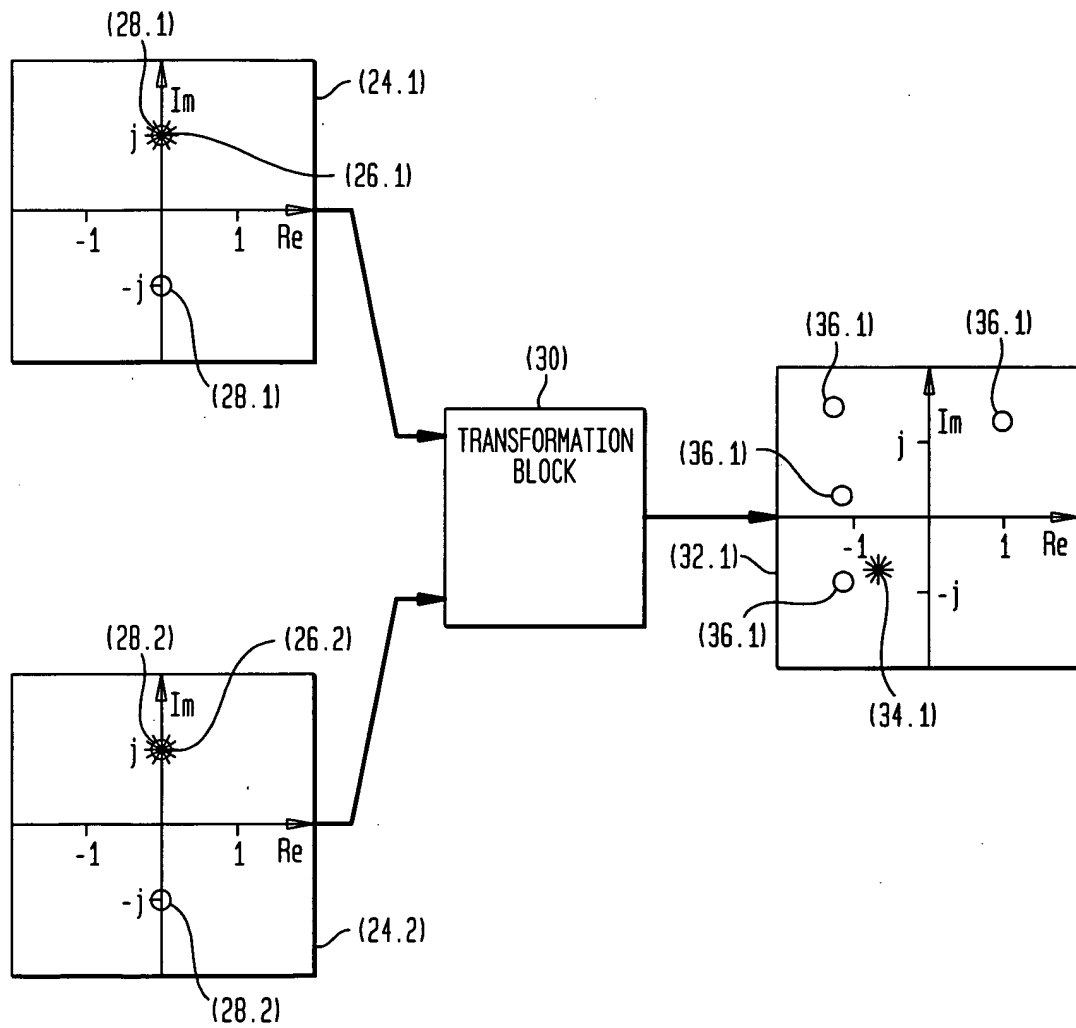 (28.1)
(24.1)
Im
j
(26.1)
-1
1
Re
-j
(28.1)
(30)
TRANSFORMATION
BLOCK
(36.1)
(36.1)
Im
j
(36.1)
-1
1
Re
(32.1)
-j
(36.1)
(34.1)
(28.2)
(26.2)
Im
j
-1
1
Re
-j
(24.2)
(28.2)